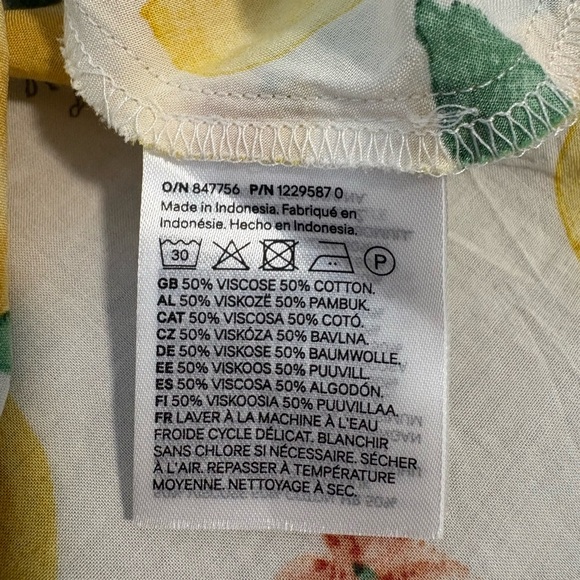 O/N 847756 P/N 1229587 0
Made in Indonesia. Fabriqué en
Indonésie. Hecho en Indonesia.
30 P
GB 50% VISCOSE 50% COTTON.
AL 50% VISKOZË 50% PAMBUK.
CAT 50% VISCOSA 50% COTÓ.
CZ 50% VISKÓZA 50% BAVLNA.
DE 50% VISKOSE 50% BAUMWOLLE.
EE 50% VISKOOS 50% PUUVILL.
ES 50% VISCOSA 50% ALGODÓN.
FI 50% VISKOOSIA 50% PUUVILLAA.
FR LAVER À LA MACHINE À L'EAU
FROIDE CYCLE DÉLICAT. BLANCHIR
SANS CHLORE SI NÉCESSAIRE. SÉCHER
À L'AIR. REPASSER À TEMPÉRATURE
MOYENNE. NETTOYAGE À SEC.